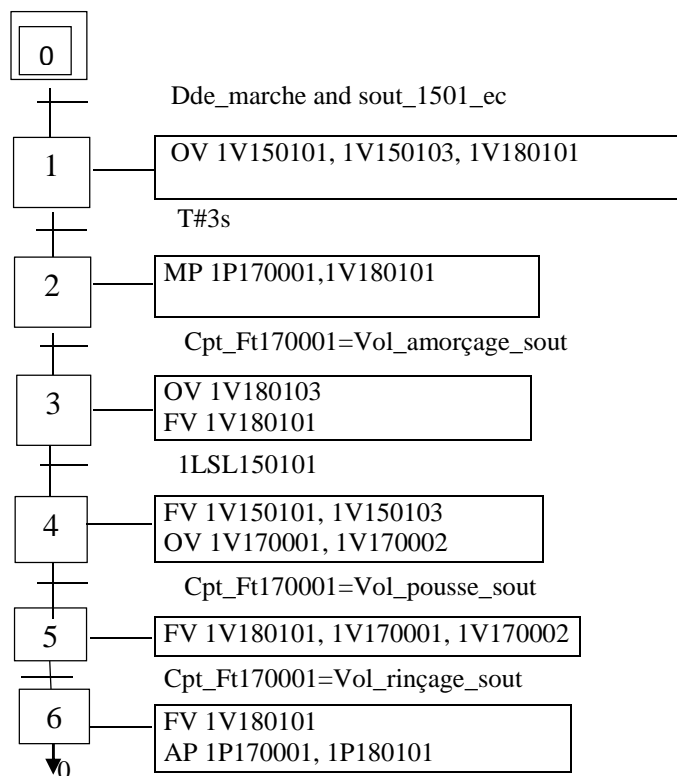 0
Dde_marche and sout_1501_ec
1
OV 1V150101, 1V150103, 1V180101
T#3s
2
MP 1P170001,1V180101
Cpt_Ft170001=Vol_amorçage_sout
3
OV 1V180103
FV 1V180101
1LSL150101
4
FV 1V150101, 1V150103
OV 1V170001, 1V170002
Cpt_Ft170001=Vol_pousse_sout
5
FV 1V180101, 1V170001, 1V170002
Cpt_Ft170001=Vol_rinçage_sout
6
FV 1V180101
AP 1P170001, 1P180101
0